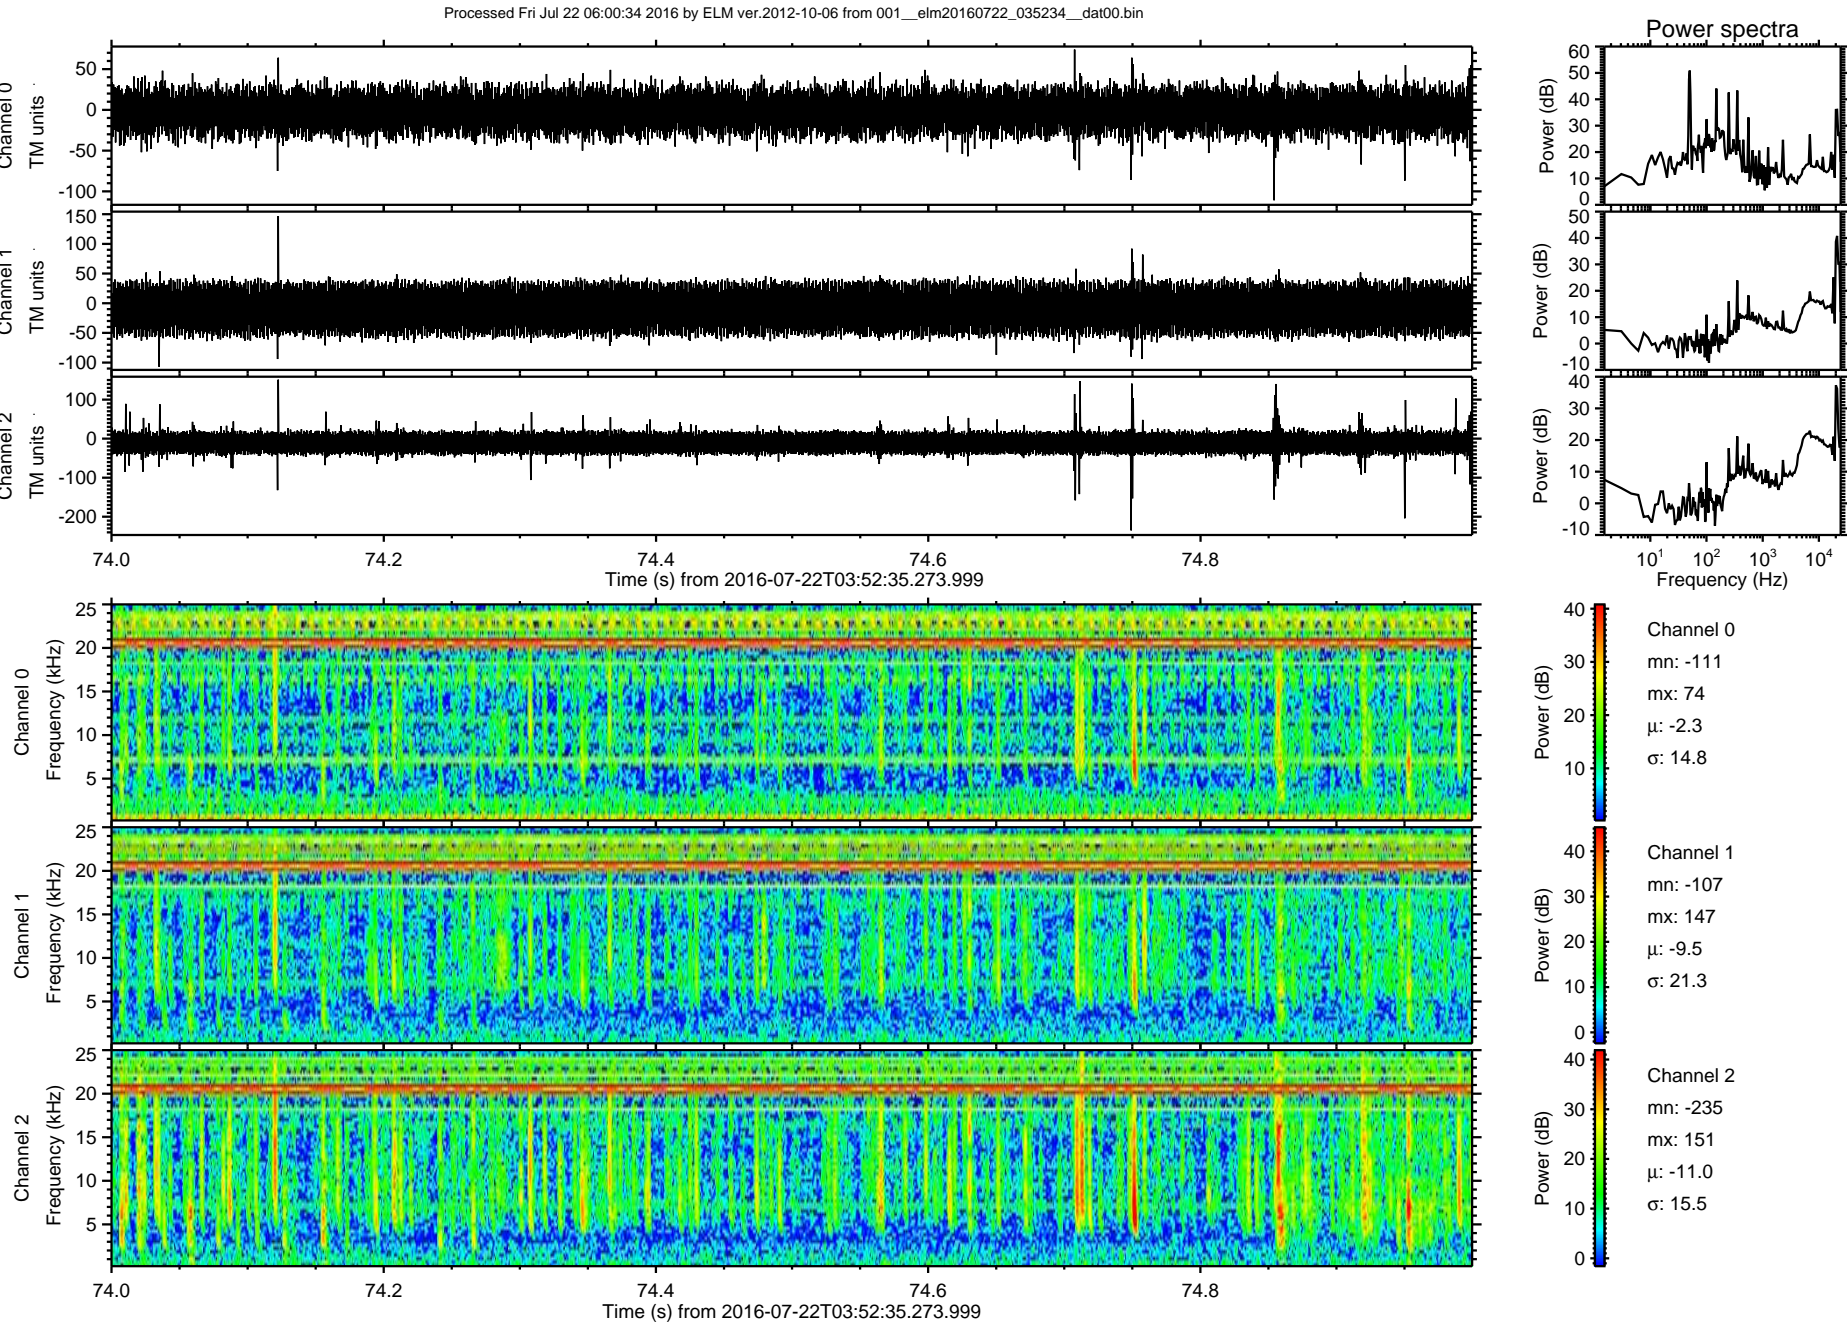 Processed Fri Jul 22 06:00:34 2016 by ELM ver.2012-10-06 from 001__elm20160722_035234__dat00.bin
Power spectra
Channel 0
TM units
50
0
-50
-100
Power (dB)
60
50
40
30
20
10
0
Channel 1
TM units
150
100
50
0
-50
-100
Power (dB)
50
40
30
20
10
0
-10
Channel 2
TM units
100
0
-100
-200
Power (dB)
40
30
20
10
0
-10
74.0 74.2 74.4 74.6 74.8
Time (s) from 2016-07-22T03:52:35.273.999
10^1 10^2 10^3 10^4
Frequency (Hz)
Channel 0
Frequency (kHz)
25
20
15
10
5
Power (dB)
40
30
20
10
Channel 0
mn: -111
mx: 74
µ: -2.3
σ: 14.8
Channel 1
Frequency (kHz)
25
20
15
10
5
Power (dB)
40
30
20
10
0
Channel 1
mn: -107
mx: 147
µ: -9.5
σ: 21.3
Channel 2
Frequency (kHz)
25
20
15
10
5
Power (dB)
40
30
20
10
0
Channel 2
mn: -235
mx: 151
µ: -11.0
σ: 15.5
74.0 74.2 74.4 74.6 74.8
Time (s) from 2016-07-22T03:52:35.273.999